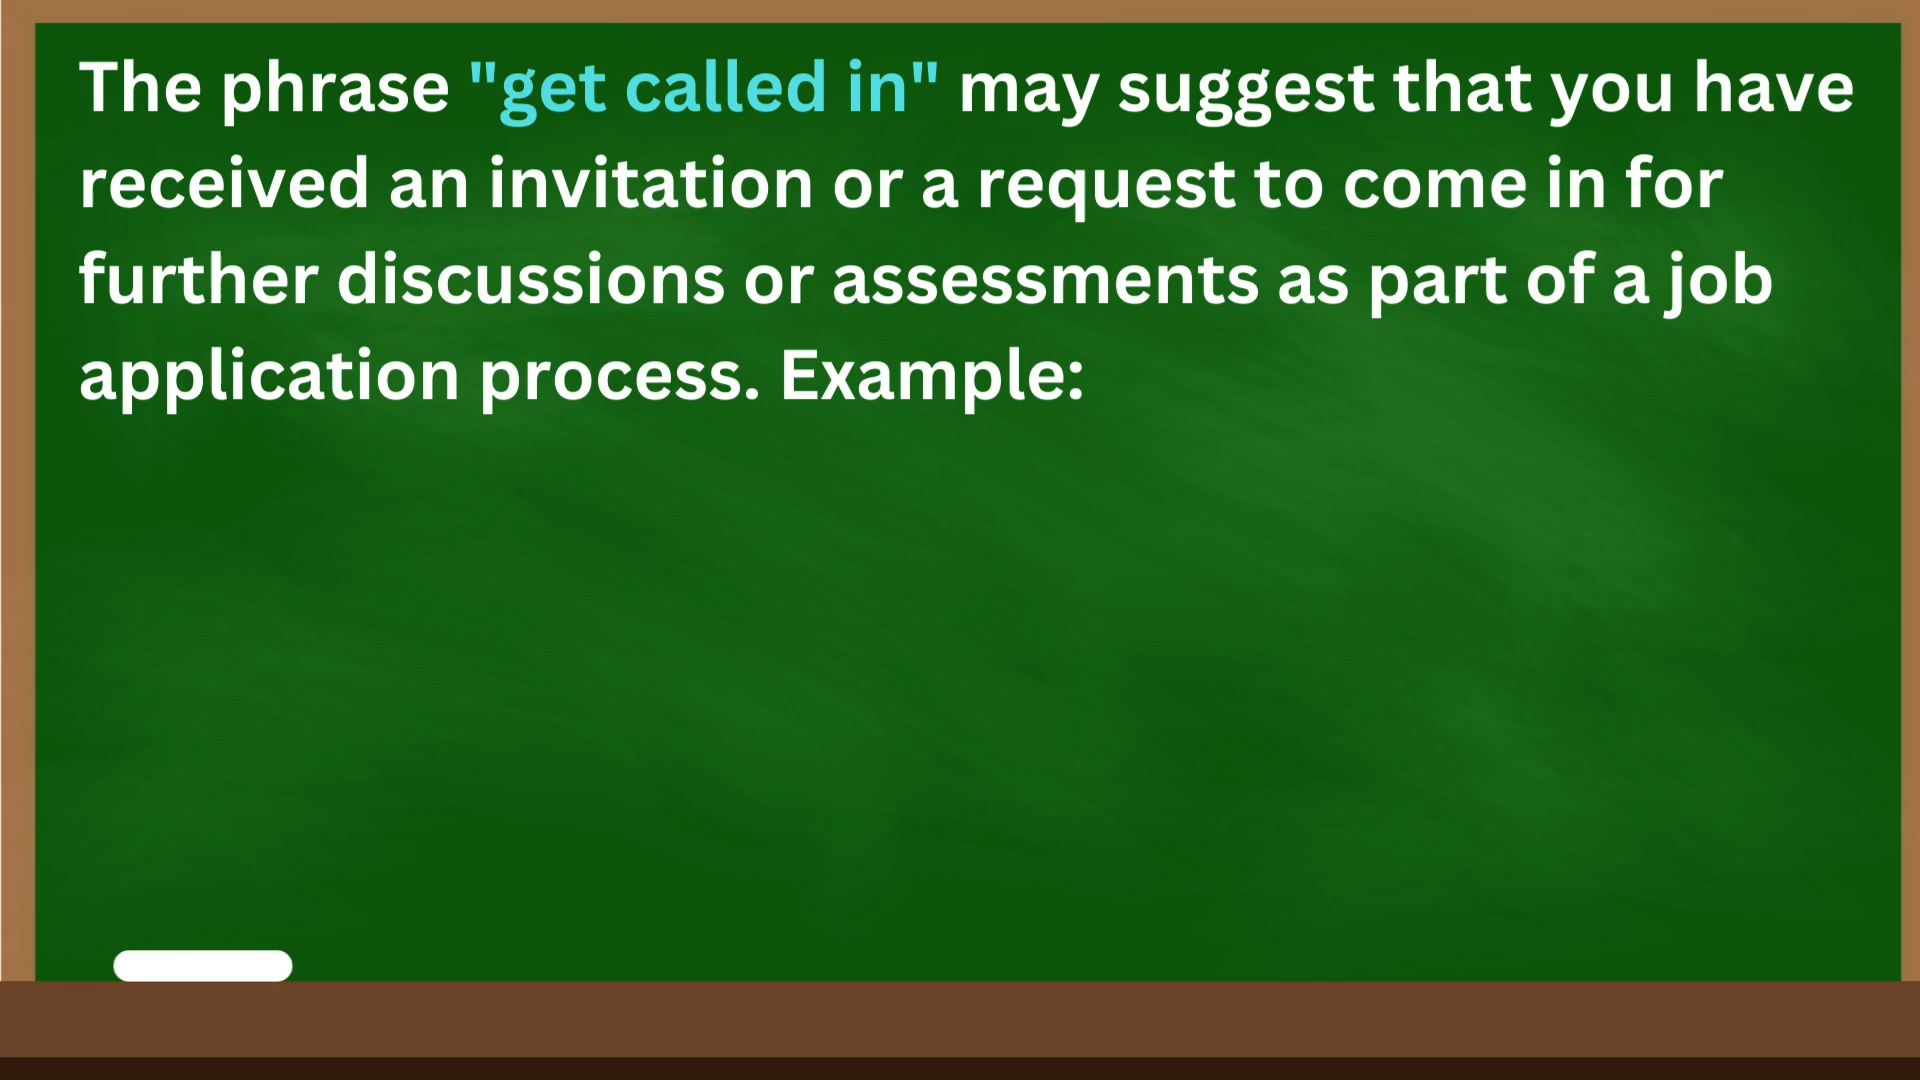 The phrase "get called in" may suggest that you have
received an invitation or a request to come in for
further discussions or assessments as part of a job
application process. Example: